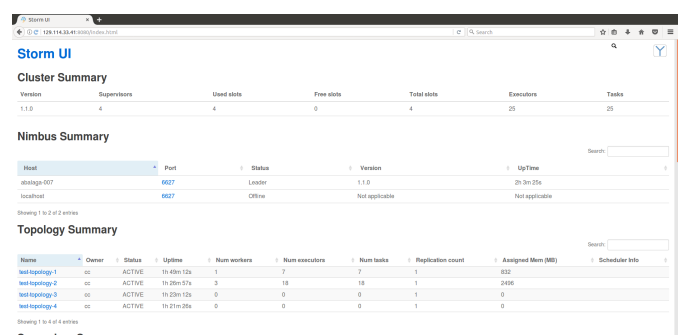 Storm UI
129.114.33.41:8080/index.html
Search
Storm UI
Cluster Summary
Version Supervisors Used slots Free slots Total slots Executors Tasks
1.1.0 4 4 0 4 25 25
Nimbus Summary
Search:
Host Port Status Version UpTime
6627 Leader 1.1.0 2h 3m 25s
localhost 6627 Offline Not applicable Not applicable
Showing 1 to 2 of 2 entries
Topology Summary
Search:
Name Owner Status Uptime Num workers Num executors Num tasks Replication count Assigned Mem (MB) Scheduler Info
test-topology-1 cc ACTIVE 1h 49m 12s 1 7 7 1 832
test-topology-2 cc ACTIVE 1h 26m 57s 3 18 18 1 2496
test-topology-3 cc ACTIVE 1h 23m 12s 0 0 0 1 0
test-topology-4 cc ACTIVE 1h 21m 26s 0 0 0 1 0
Showing 1 to 4 of 4 entries